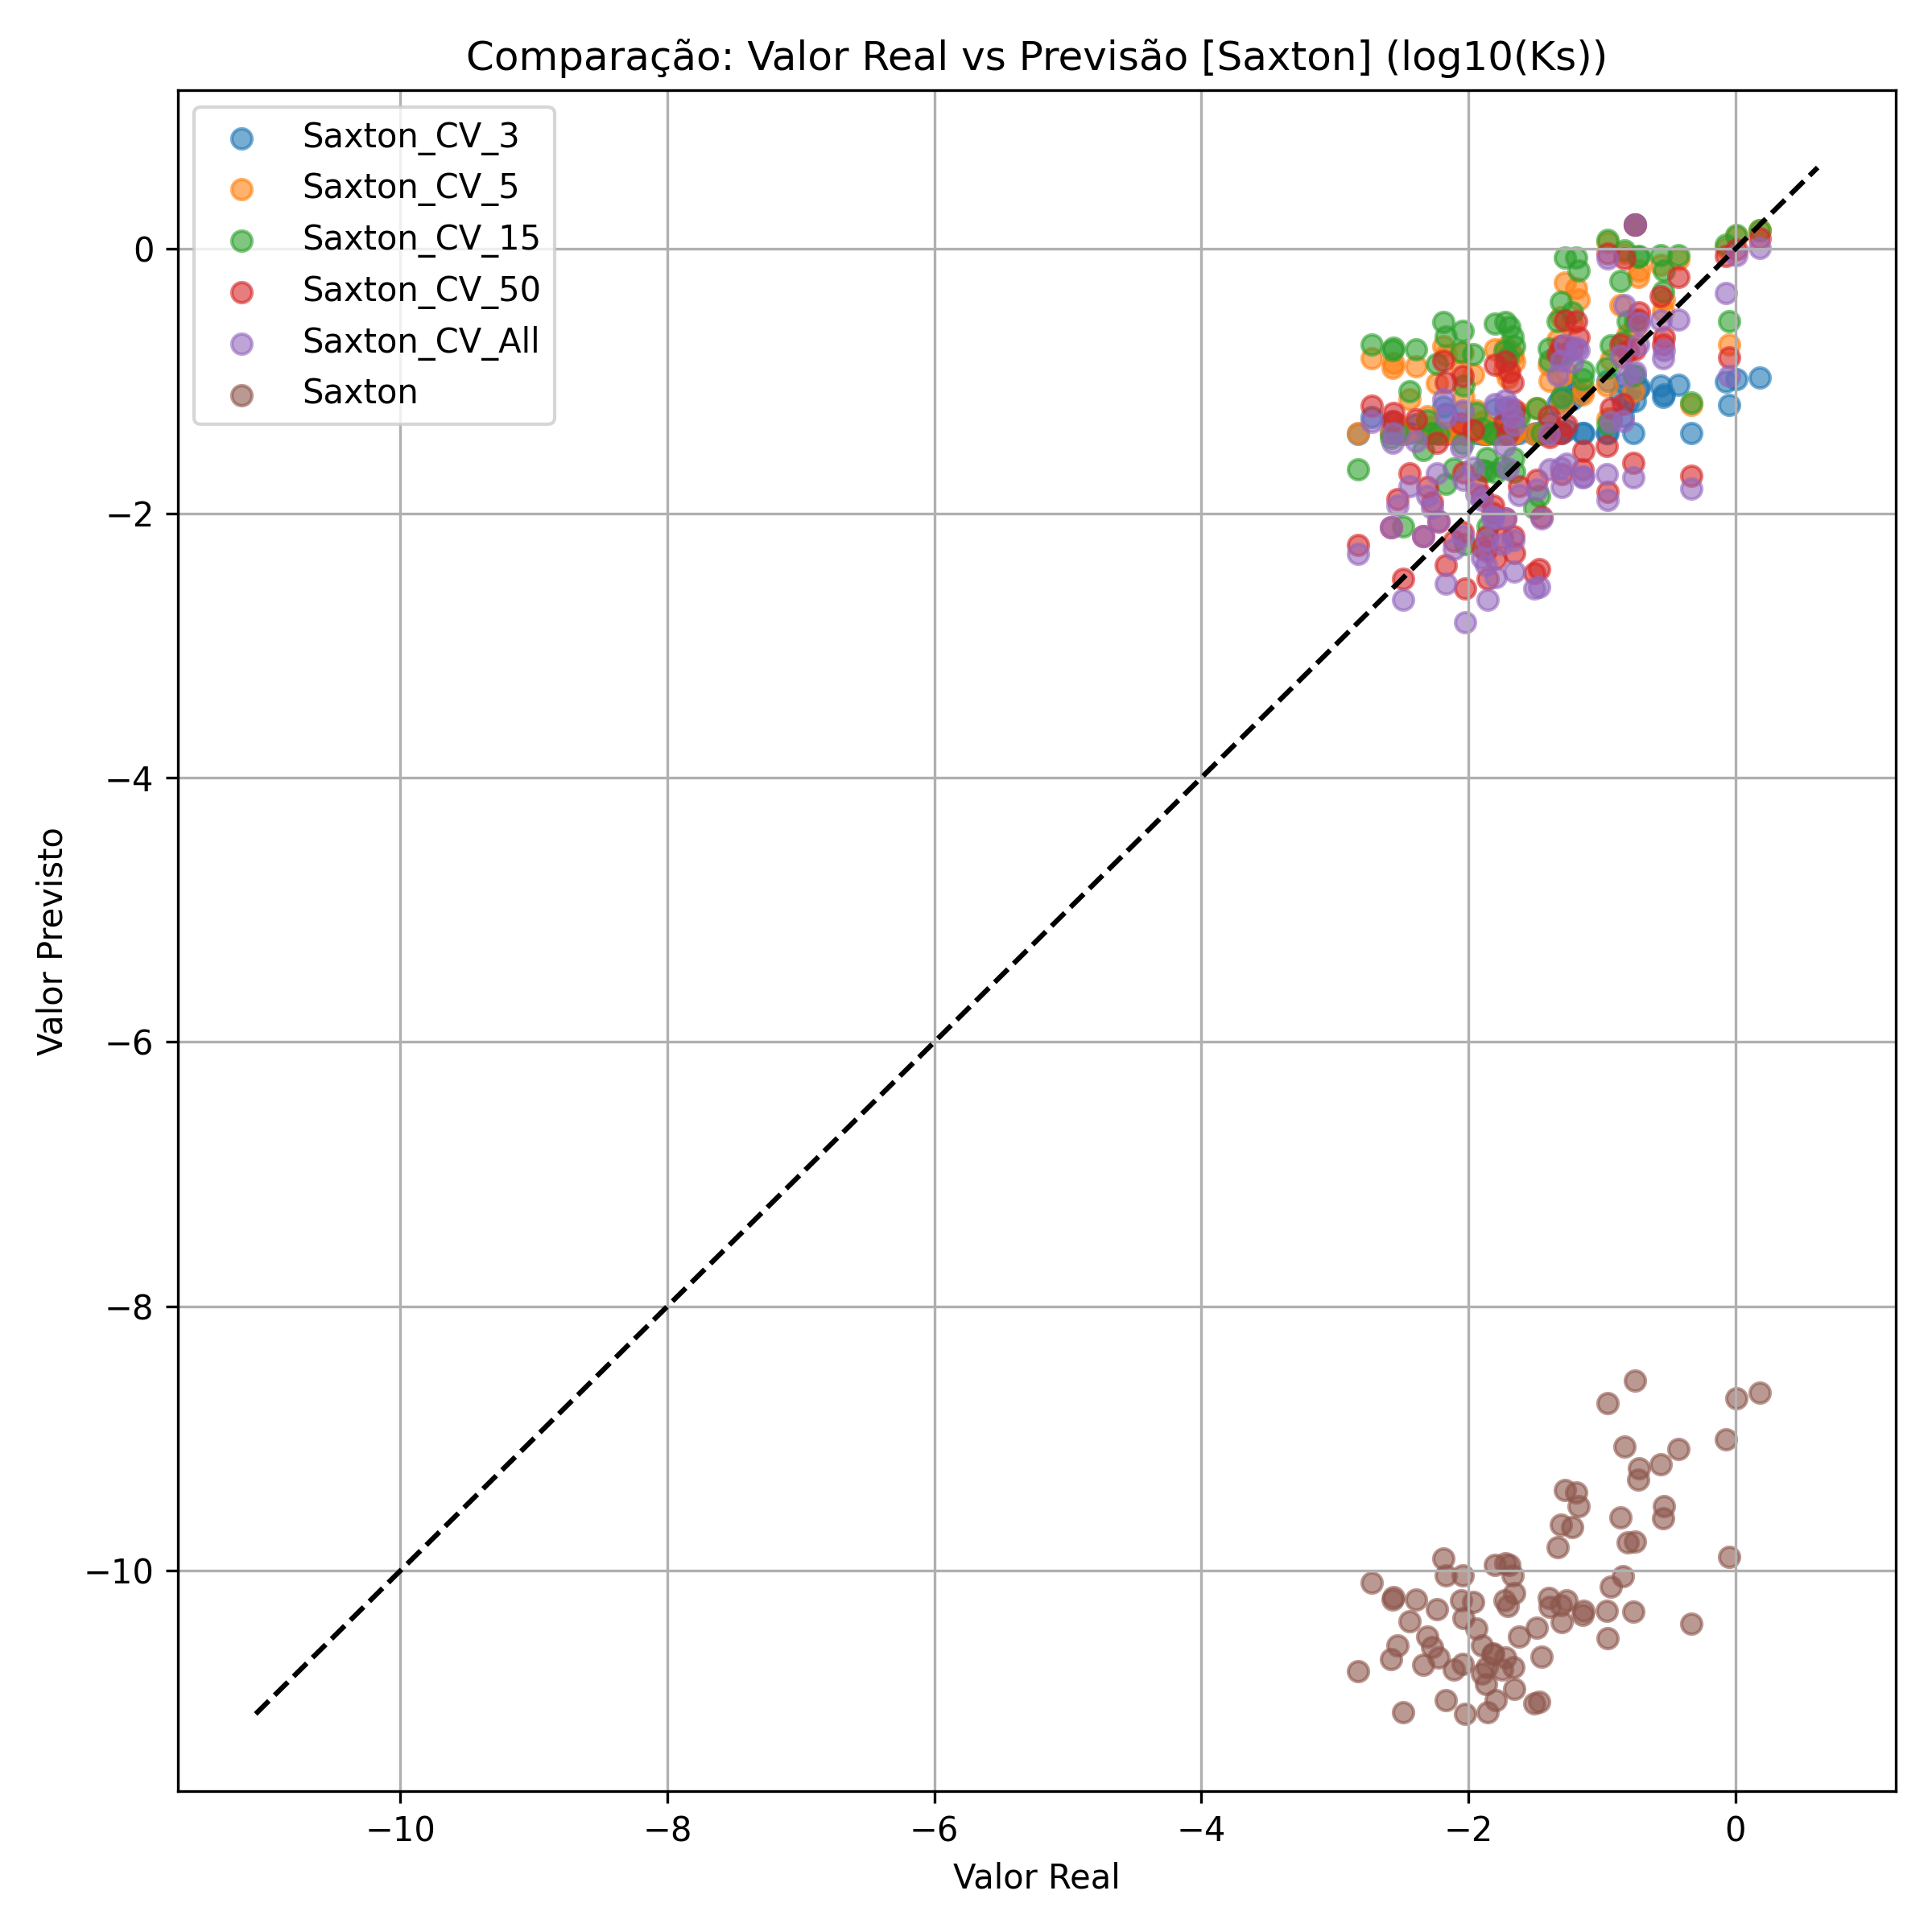 Comparação: Valor Real vs Previsão [Saxton] (log10(Ks))
Saxton_CV_3
Saxton_CV_5
Saxton_CV_15
Saxton_CV_50
Saxton_CV_All
Saxton
0
−2
−4
−6
−8
−10
Valor Previsto
−10
−8
−6
−4
−2
0
Valor Real